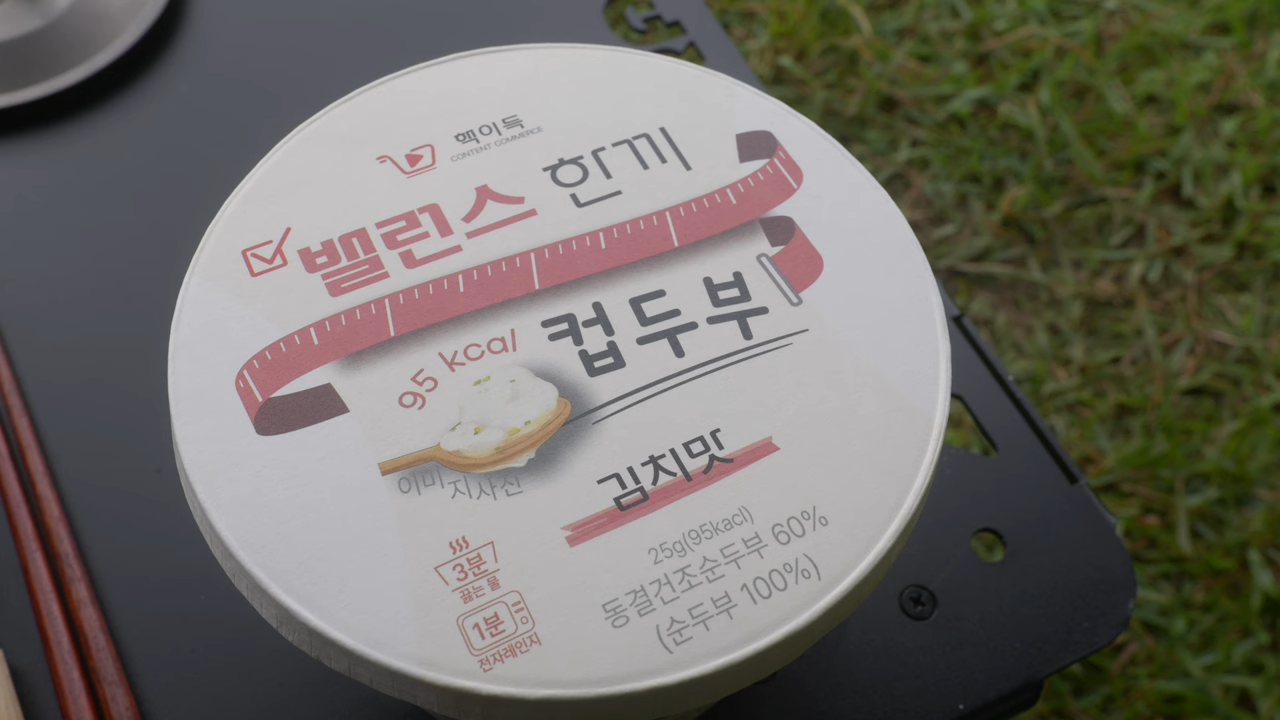 핵이득
CONTENT COMMERCE
밸런스 한끼
95 kcal
컵두부
이미지사진
김치맛
25g(95kacl)
동결건조순두부 60%
(순두부 100%)
3분
끓는 물
1분
전자레인지